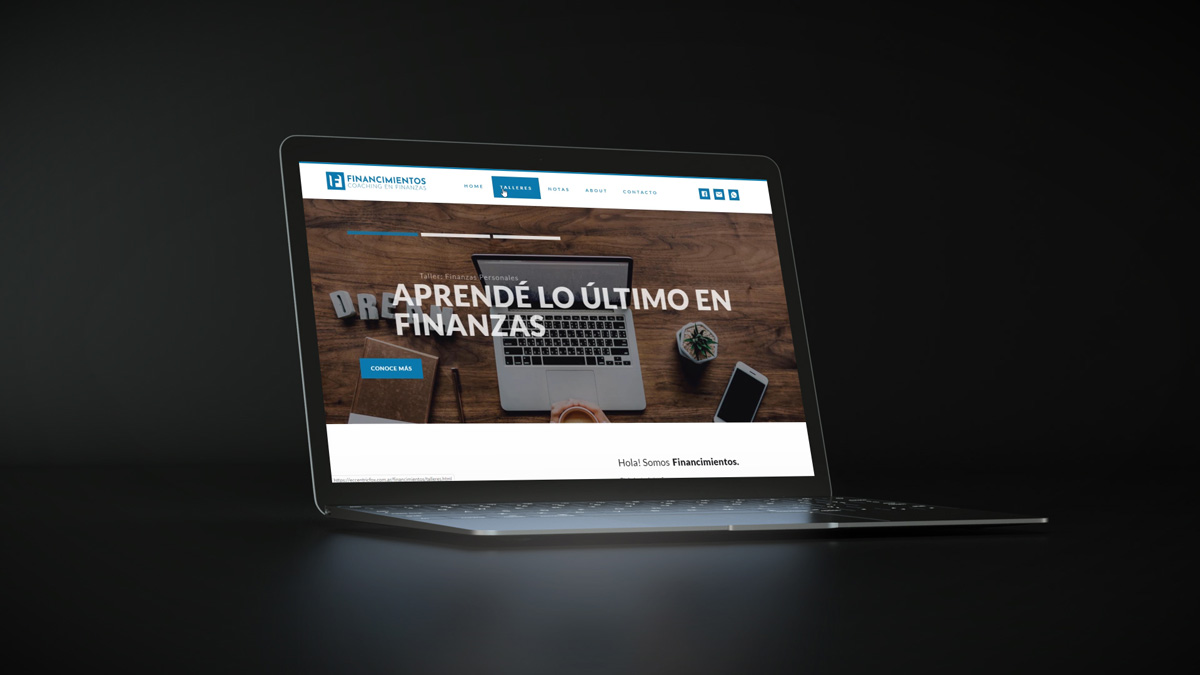 FINANCIMIENTOS
COACHING EN FINANZAS
HOME
TALLERES
NOTAS
ABOUT
CONTACTO
Taller: Finanzas Personales
APRENDÉ LO ÚLTIMO EN
FINANZAS
DREAM
CONOCE MÁS
Hola! Somos Financimientos.